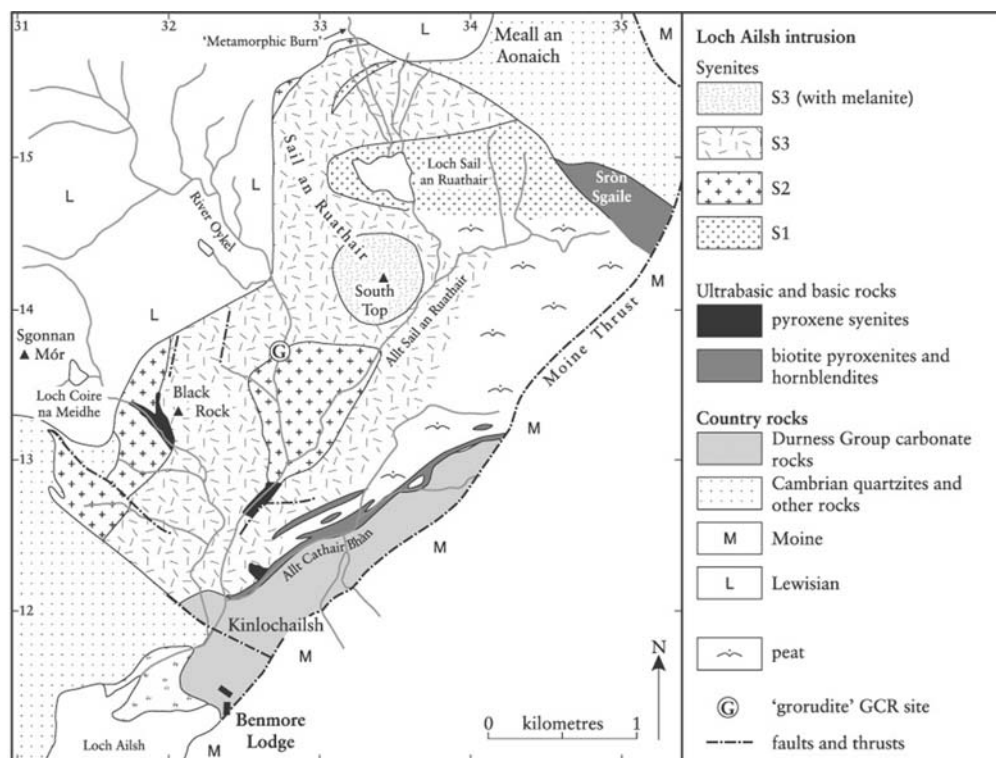 31
32
33
34
35
'Metamorphic Burn'
L
Meall an
Aonaich
M
15
L
L
River Oykel
Sail an Ruathair
Loch Sail
an Ruathair
Sròn
Sgaile
M
14
L
South
Top
Allt Sail an Ruathair
Moine Thrust
Sgonnan
Mór
G
Loch Coire
na Meidhe
Black
Rock
M
13
M
Allt Cathair Bhàn
12
Kinlochailsh
M
N
0 kilometres 1
Benmore
Lodge
Loch Ailsh
M
Loch Ailsh intrusion
Syenites
S3 (with melanite)
S3
S2
S1
Ultrabasic and basic rocks
pyroxene syenites
biotite pyroxenites and
hornblendites
Country rocks
Durness Group carbonate
rocks
Cambrian quartzites and
other rocks
M Moine
L Lewisian
peat
G 'grorudite' GCR site
faults and thrusts